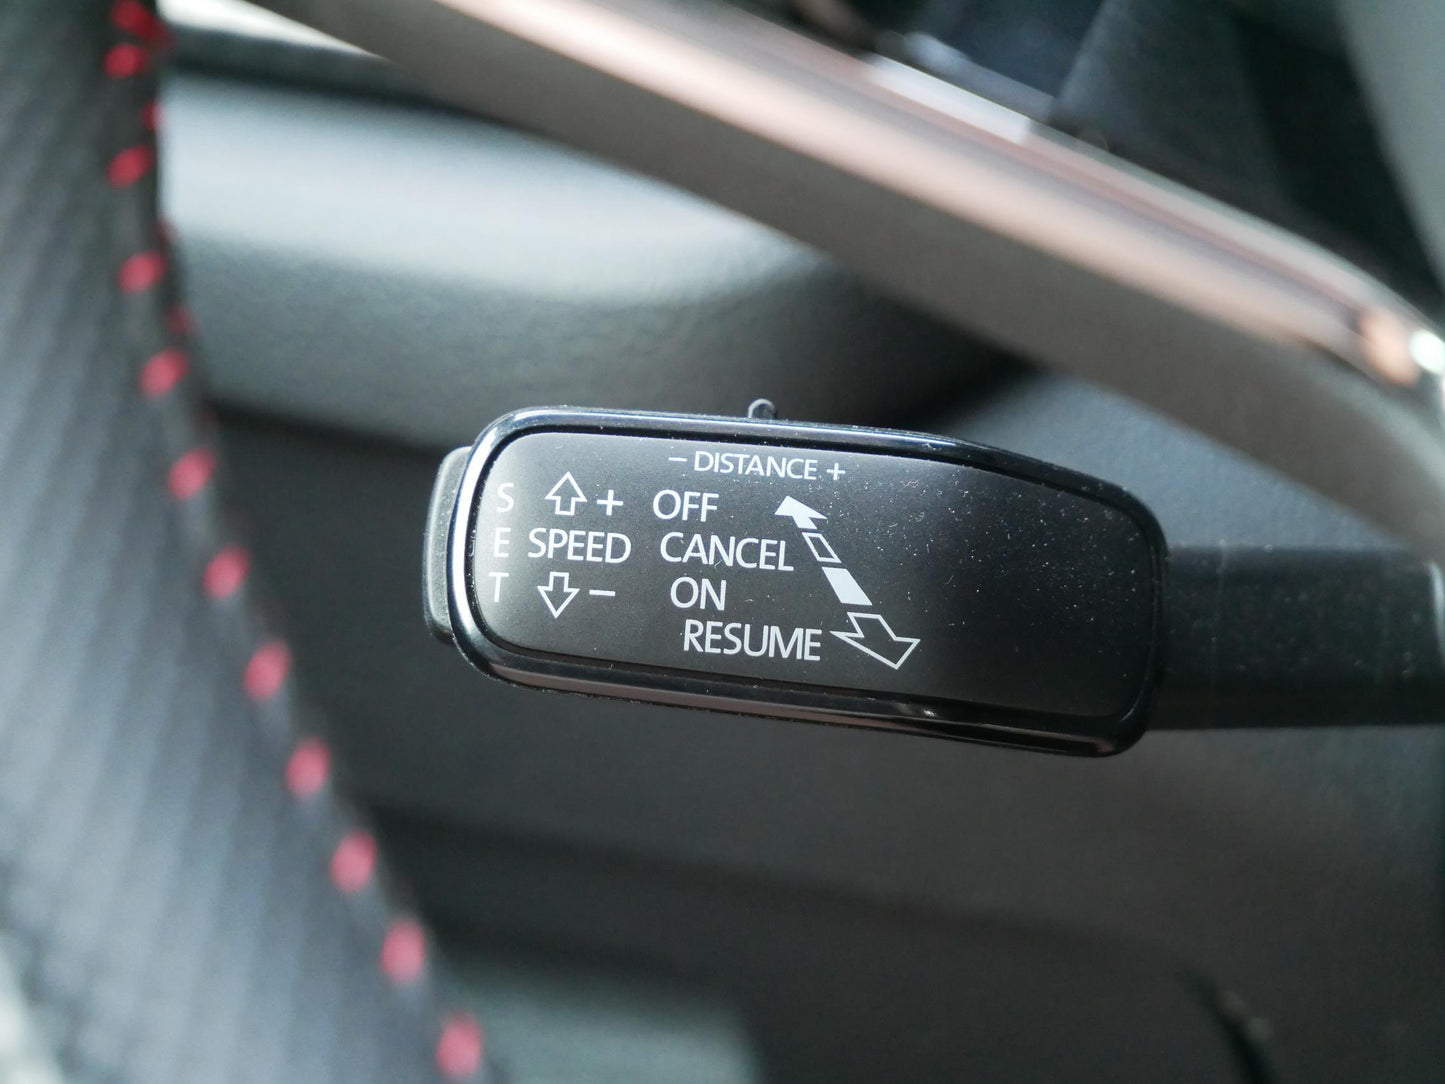 – DISTANCE +
S + OFF
E SPEED CANCEL
T – ON
RESUME